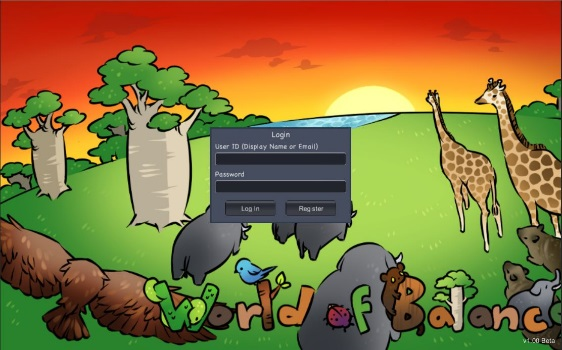 Login
User ID (Display Name or Email)
Password
Log In
Register
World of Balance
v1.00 Beta